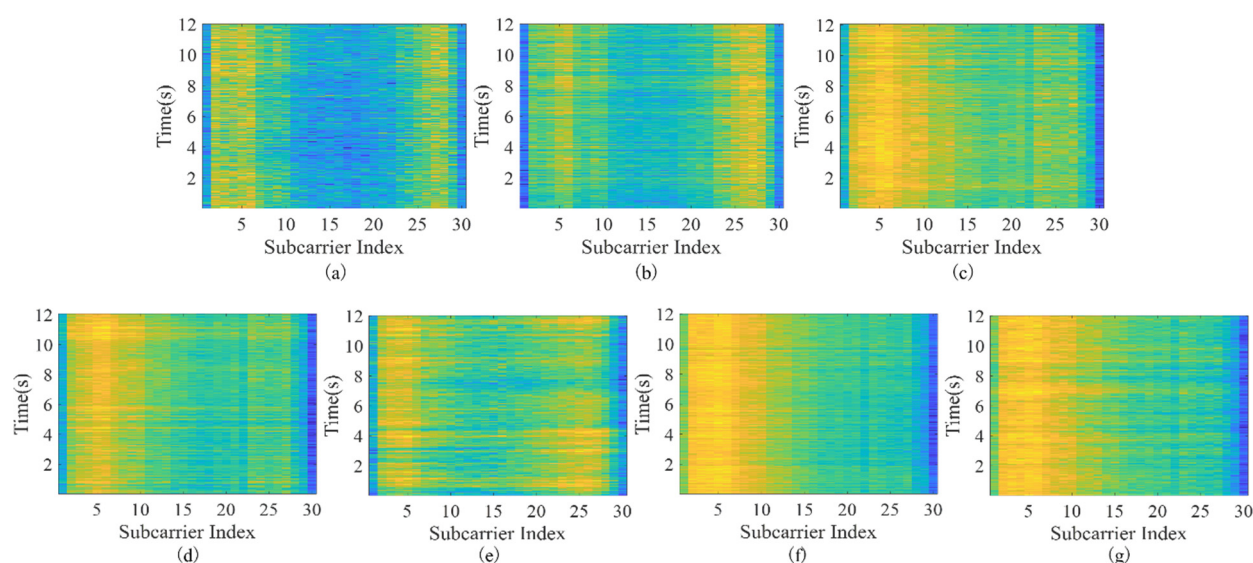 12 12 12
10 10 10
8 8 8
6 6 6
4 4 4
2 2 2
Time(s) Time(s) Time(s)
5 10 15 20 25 30 5 10 15 20 25 30 5 10 15 20 25 30
Subcarrier Index Subcarrier Index Subcarrier Index
(a) (b) (c)
12 12 12 12
10 10 10 10
8 8 8 8
6 6 6 6
4 4 4 4
2 2 2 2
Time(s) Time(s) Time(s) Time(s)
5 10 15 20 25 30 5 10 15 20 25 30 5 10 15 20 25 30 5 10 15 20 25 30
Subcarrier Index Subcarrier Index Subcarrier Index Subcarrier Index
(d) (e) (f) (g)